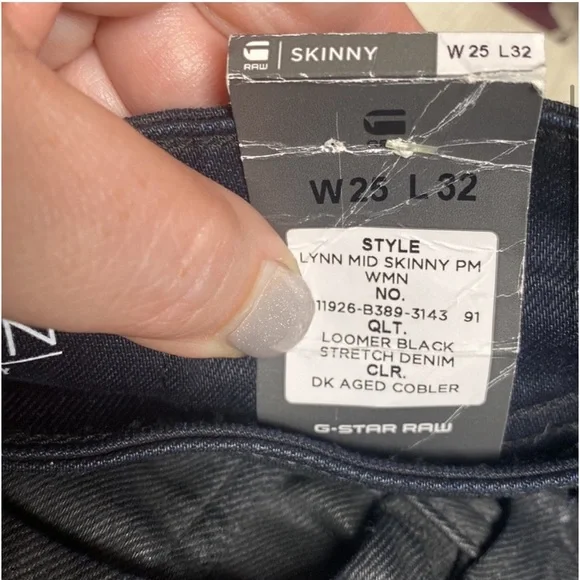 RAW SKINNY W 25 L32
W 25 L 32
STYLE
LYNN MID SKINNY PM
WMN
NO.
11926-B389-3143 91
QLT.
LOOMER BLACK
STRETCH DENIM
CLR.
DK AGED COBLER
G-STAR RAW